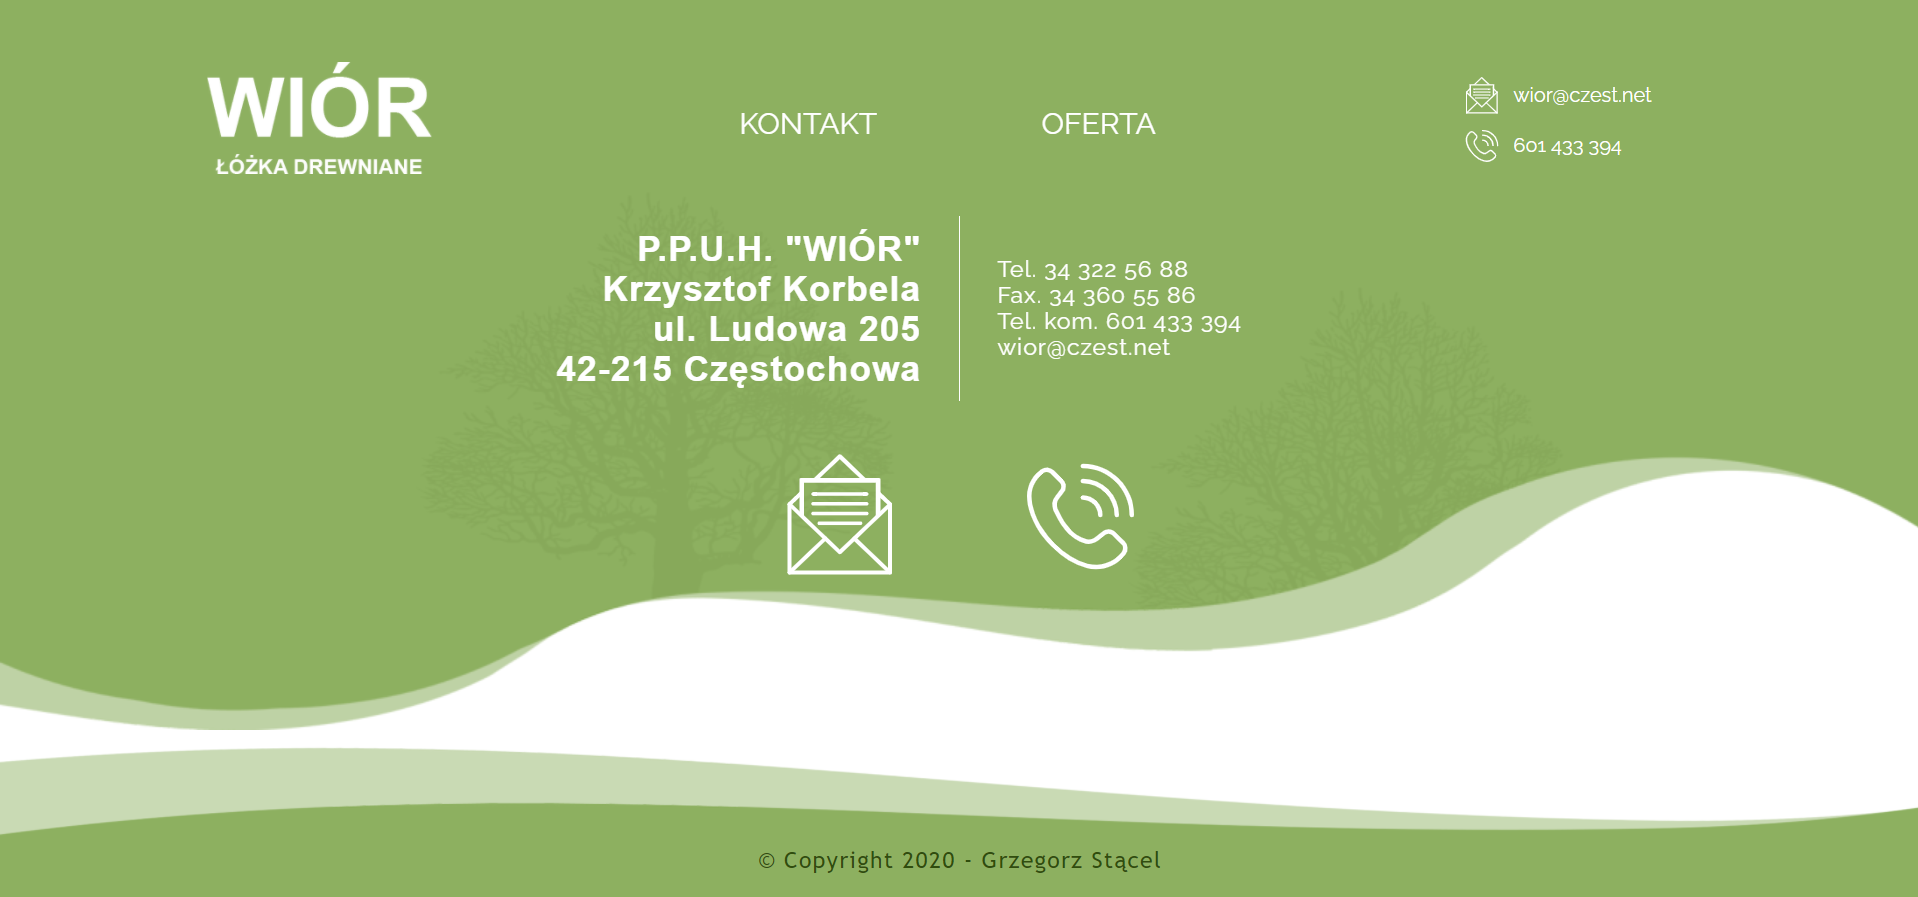 WIÓR
ŁÓŻKA DREWNIANE
KONTAKT
OFERTA
wior@czest.net
601 433 394
P.P.U.H. "WIÓR"
Krzysztof Korbela
ul. Ludowa 205
42-215 Częstochowa
Tel. 34 322 56 88
Fax. 34 360 55 86
Tel. kom. 601 433 394
wior@czest.net
© Copyright 2020 - Grzegorz Stącel